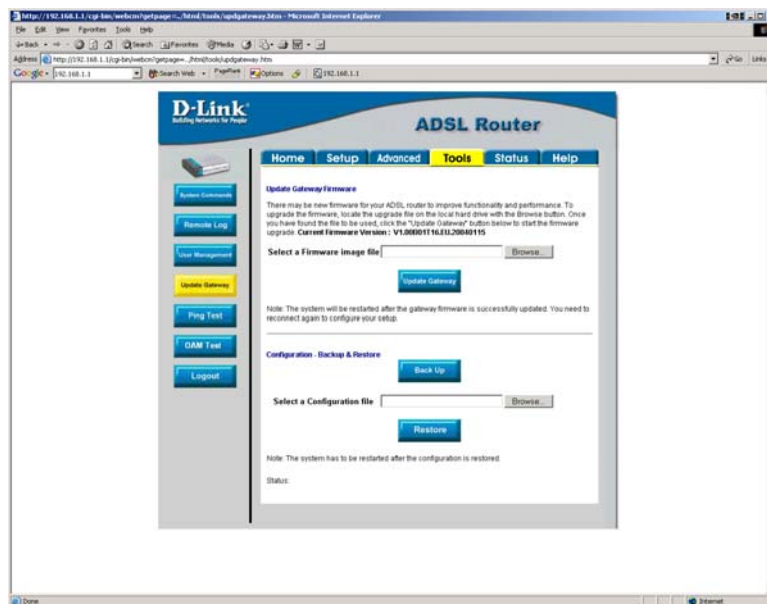 http://192.168.1.1/cgi-bin/webcm?getpage=../html/tools/updgateway.htm - Microsoft Internet Explorer
File Edit View Favorites Tools Help
Back Search Favorites Media
Address http://192.168.1.1/cgi-bin/webcm?getpage=../html/tools/updgateway.htm Go Links
Google 192.168.1.1 Search Web PageRank Options 192.168.1.1
D-Link
Building Networks for People
ADSL Router
Home Setup Advanced Tools Status Help
System Commands
Remote Log
User Management
Update Gateway
Ping Test
OAM Test
Logout
Update Gateway Firmware
There may be new firmware for your ADSL router to improve functionality and performance. To
upgrade the firmware, locate the upgrade file on the local hard drive with the Browse button. Once
you have found the file to be used, click the "Update Gateway" button below to start the firmware
upgrade. Current Firmware Version : V1.00B01T16.EU.20040115
Select a Firmware image file Browse...
Update Gateway
Note: The system will be restarted after the gateway firmware is successfully updated. You need to
reconnect again to configure your setup.
Configuration - Backup & Restore
Back Up
Select a Configuration file Browse...
Restore
Note: The system has to be restarted after the configuration is restored.
Status:
Done Internet